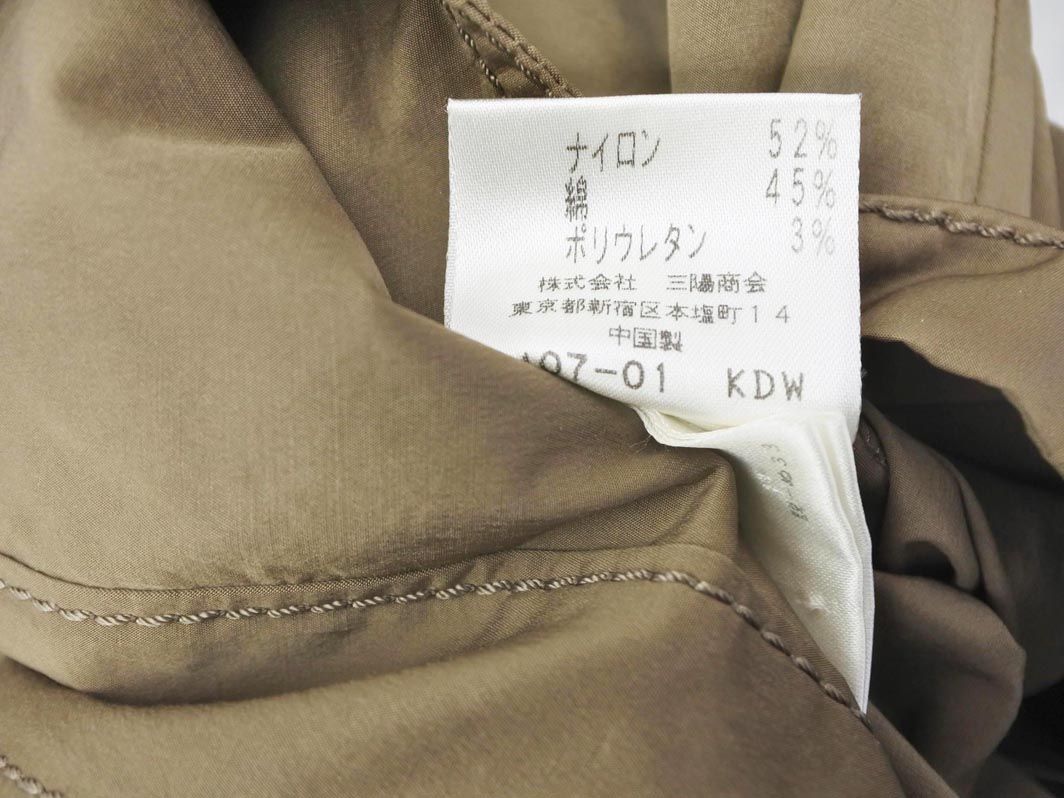 ナイロン 52%
綿 45%
ポリウレタン 3%
株式会社 三陽商会
東京都新宿区本塩町14
中国製
107-01 KDW